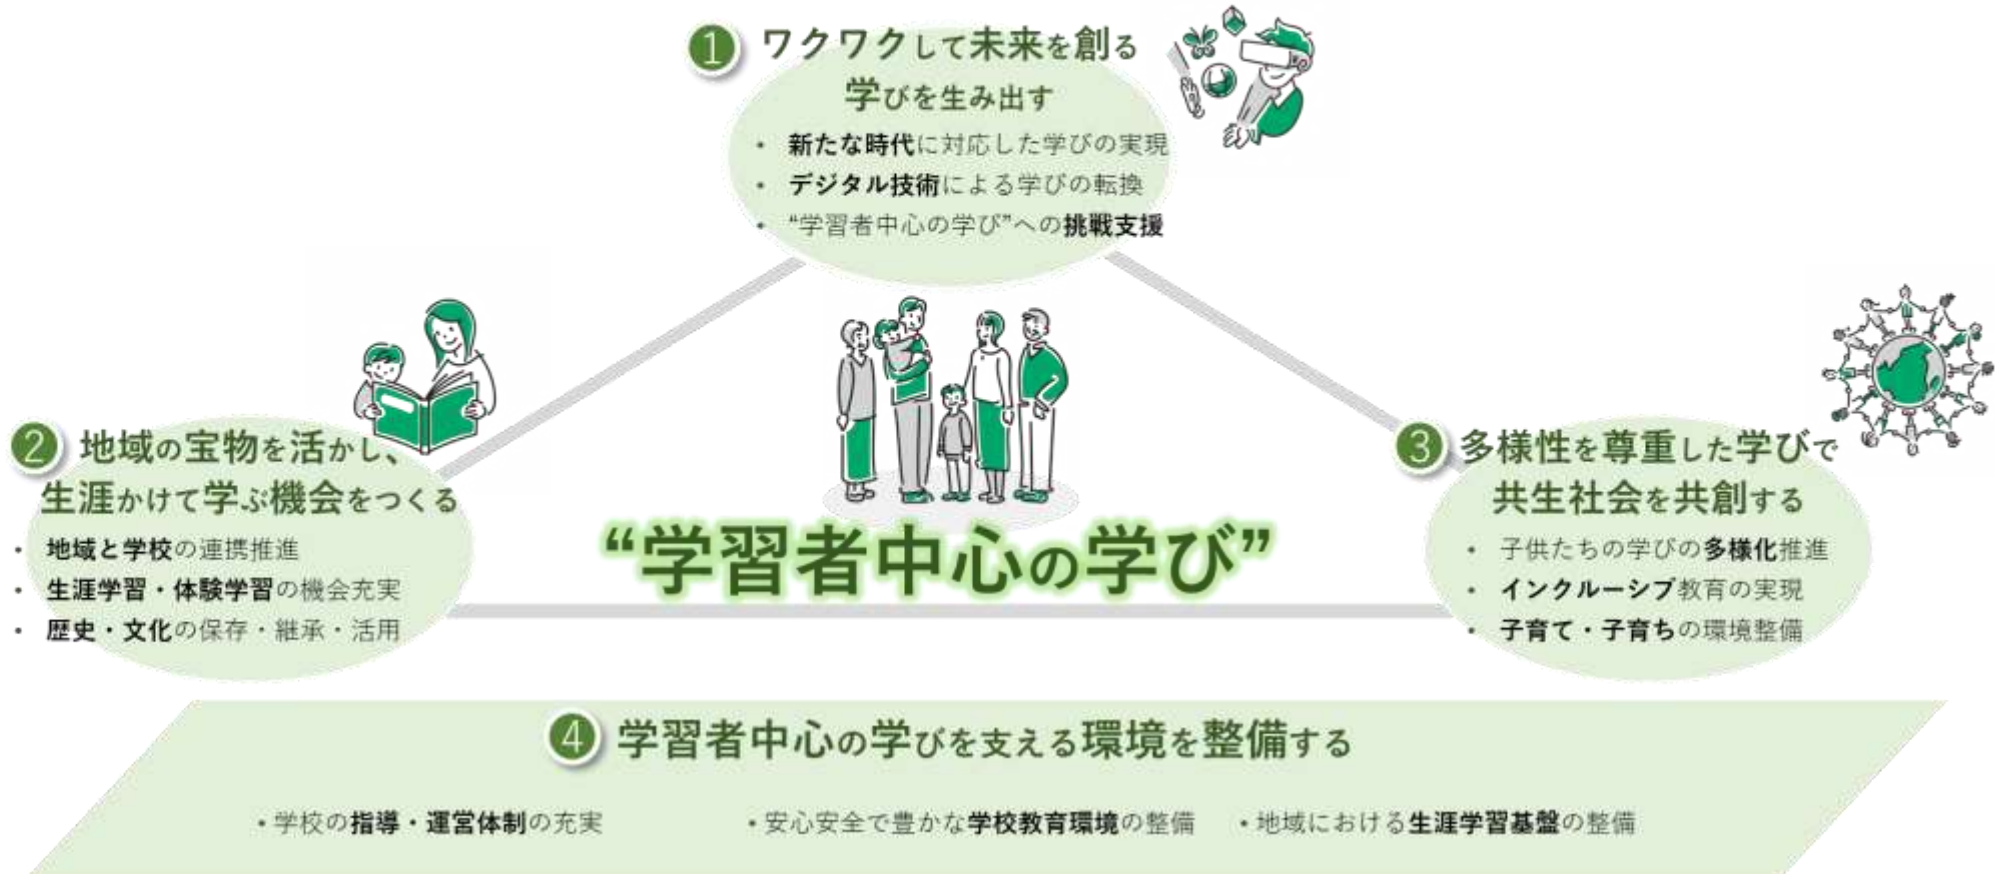 1 ワクワクして未来を創る
学びを生み出す
• 新たな時代に対応した学びの実現
• デジタル技術による学びの転換
• “学習者中心の学び”への挑戦支援
2 地域の宝物を活かし、
生涯かけて学ぶ機会をつくる
• 地域と学校の連携推進
• 生涯学習・体験学習の機会充実
• 歴史・文化の保存・継承・活用
“学習者中心の学び”
3 多様性を尊重した学びで
共生社会を共創する
• 子供たちの学びの多様化推進
• インクルーシブ教育の実現
• 子育て・子育ちの環境整備
4 学習者中心の学びを支える環境を整備する
・学校の指導・運営体制の充実
・安心安全で豊かな学校教育環境の整備
・地域における生涯学習基盤の整備